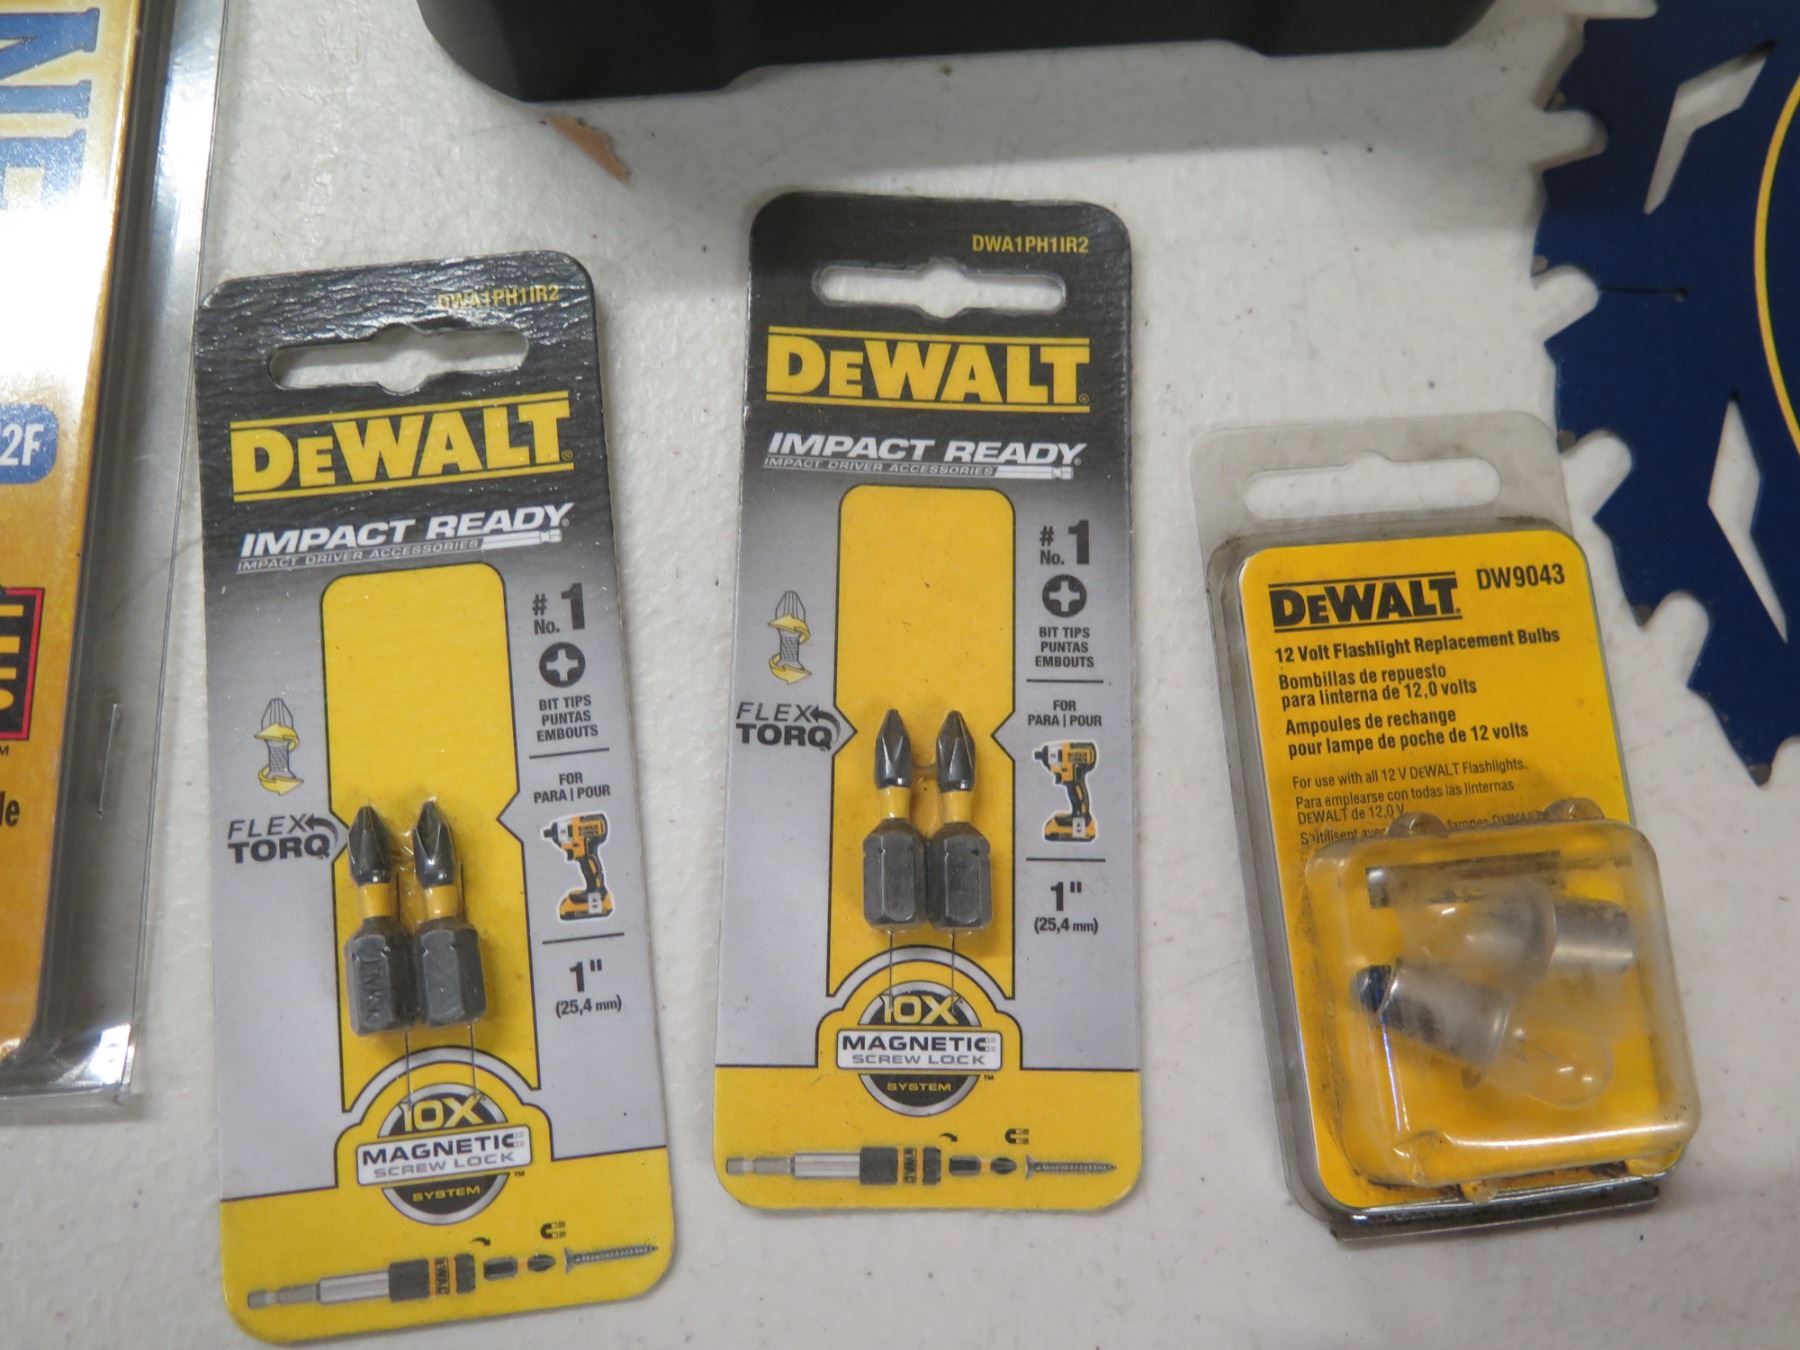 2F
DWA1PH1IR2
DEWALT
IMPACT READY
IMPACT DRIVER ACCESSORIES
# 1
No.
BIT TIPS
PUNTAS
EMBOUTS
FLEX
TORQ
FOR
PARA | POUR
1"
(25,4 mm)
10X
MAGNETIC
SCREW LOCK
SYSTEM
DWA1PH1IR2
DEWALT
IMPACT READY
IMPACT DRIVER ACCESSORIES
# 1
No.
BIT TIPS
PUNTAS
EMBOUTS
FLEX
TORQ
FOR
PARA | POUR
1"
(25,4 mm)
10X
MAGNETIC
SCREW LOCK
SYSTEM
DEWALT DW9043
12 Volt Flashlight Replacement Bulbs
Bombillas de repuesto
para linterna de 12,0 volts
Ampoules de rechange
pour lampe de poche de 12 volts
For use with all 12 V DEWALT Flashlights.
Para emplearse con todas las linternas
DEWALT de 12,0 V
S'utilisent avec lampes DEWALT